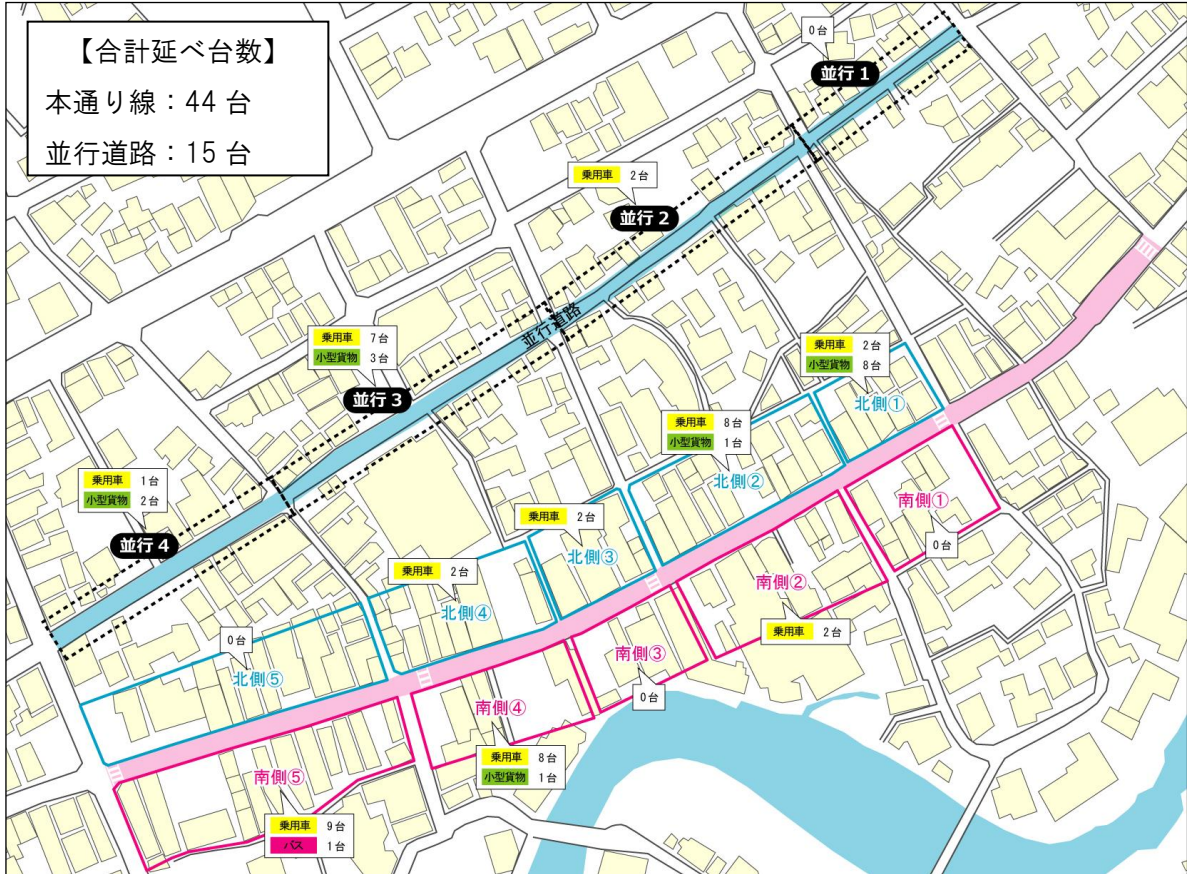 【合計延べ台数】
本通り線：44 台
並行道路：15 台
0 台
並行 1
乗用車 2 台
並行 2
並行道路
乗用車 7 台
小型貨物 3 台
並行 3
乗用車 1 台
小型貨物 2 台
並行 4
乗用車 2 台
小型貨物 8 台
北側①
乗用車 8 台
小型貨物 1 台
北側②
乗用車 2 台
北側③
乗用車 2 台
北側④
0 台
北側⑤
南側①
0 台
南側②
乗用車 2 台
南側③
0 台
南側④
乗用車 8 台
小型貨物 1 台
南側⑤
乗用車 9 台
バス 1 台